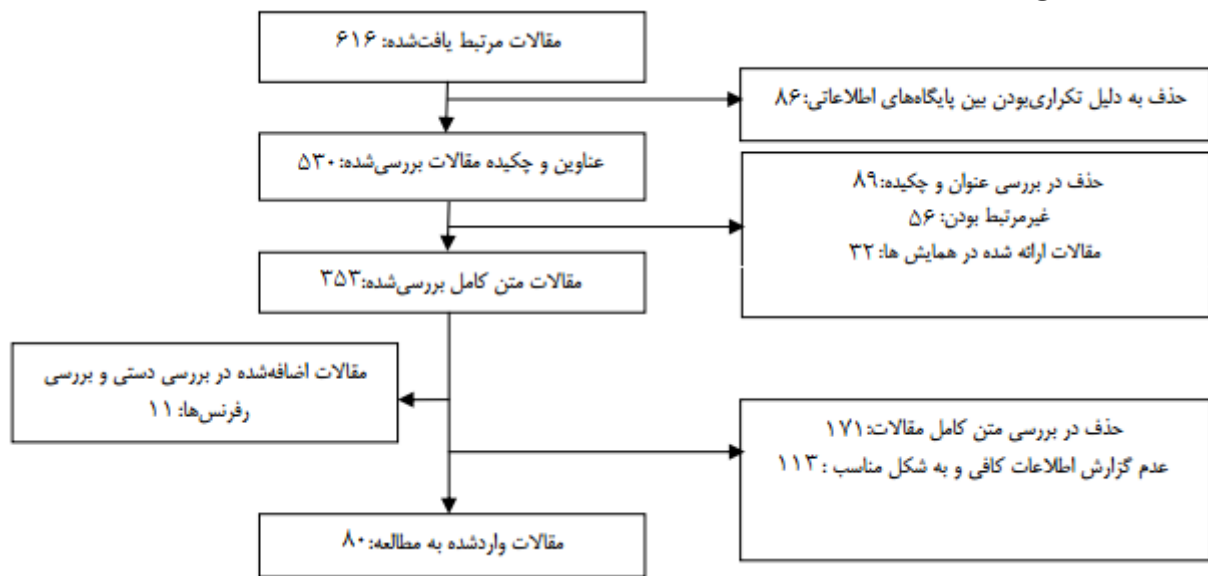 مقالات مرتبط یافت‌شده: ۶۱۶
حذف به دلیل تکراری‌بودن بین پایگاه‌های اطلاعاتی: ۸۶
عناوین و چکیده مقالات بررسی‌شده: ۵۳۰
حذف در بررسی عنوان و چکیده: ۸۹
غیرمرتبط بودن: ۵۶
مقالات ارائه شده در همایش ها: ۳۲
مقالات متن کامل بررسی‌شده: ۳۵۳
مقالات اضافه‌شده در بررسی دستی و بررسی
رفرنس‌ها: ۱۱
حذف در بررسی متن کامل مقالات: ۱۷۱
عدم گزارش اطلاعات کافی و به شکل مناسب : ۱۱۳
مقالات واردشده به مطالعه: ۸۰